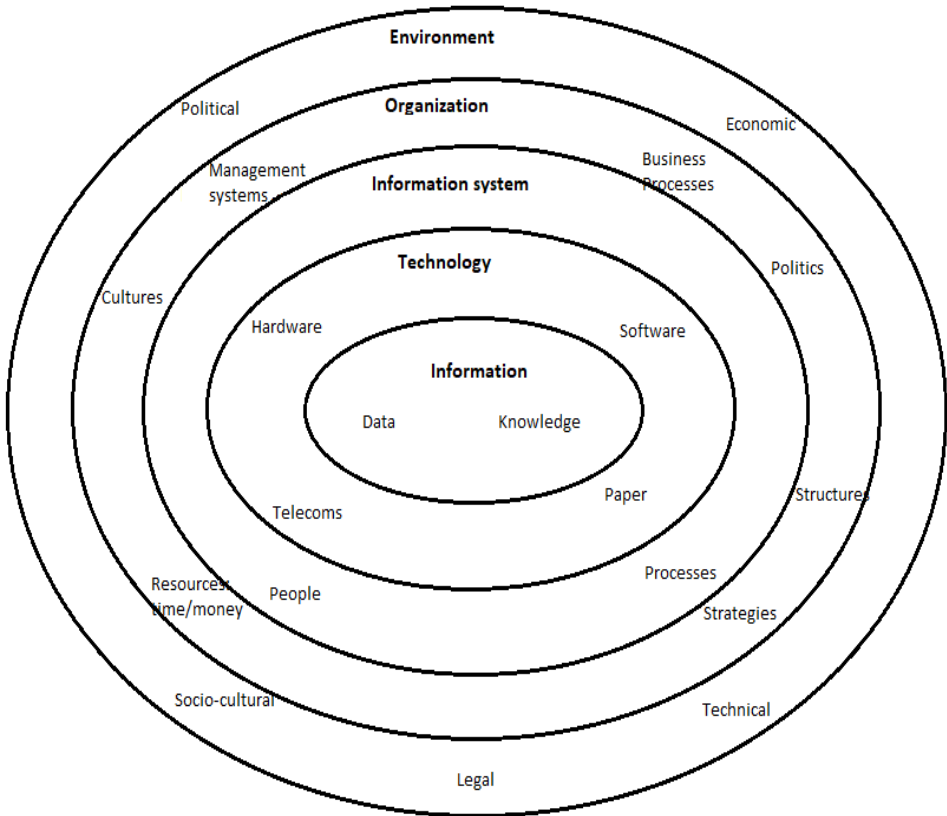 Environment
Political
Organization
Economic
Management
systems
Business
Processes
Information system
Technology
Politics
Cultures
Hardware
Software
Information
Data
Knowledge
Paper
Structures
Telecoms
Processes
Resources:
time/money
People
Strategies
Socio-cultural
Technical
Legal